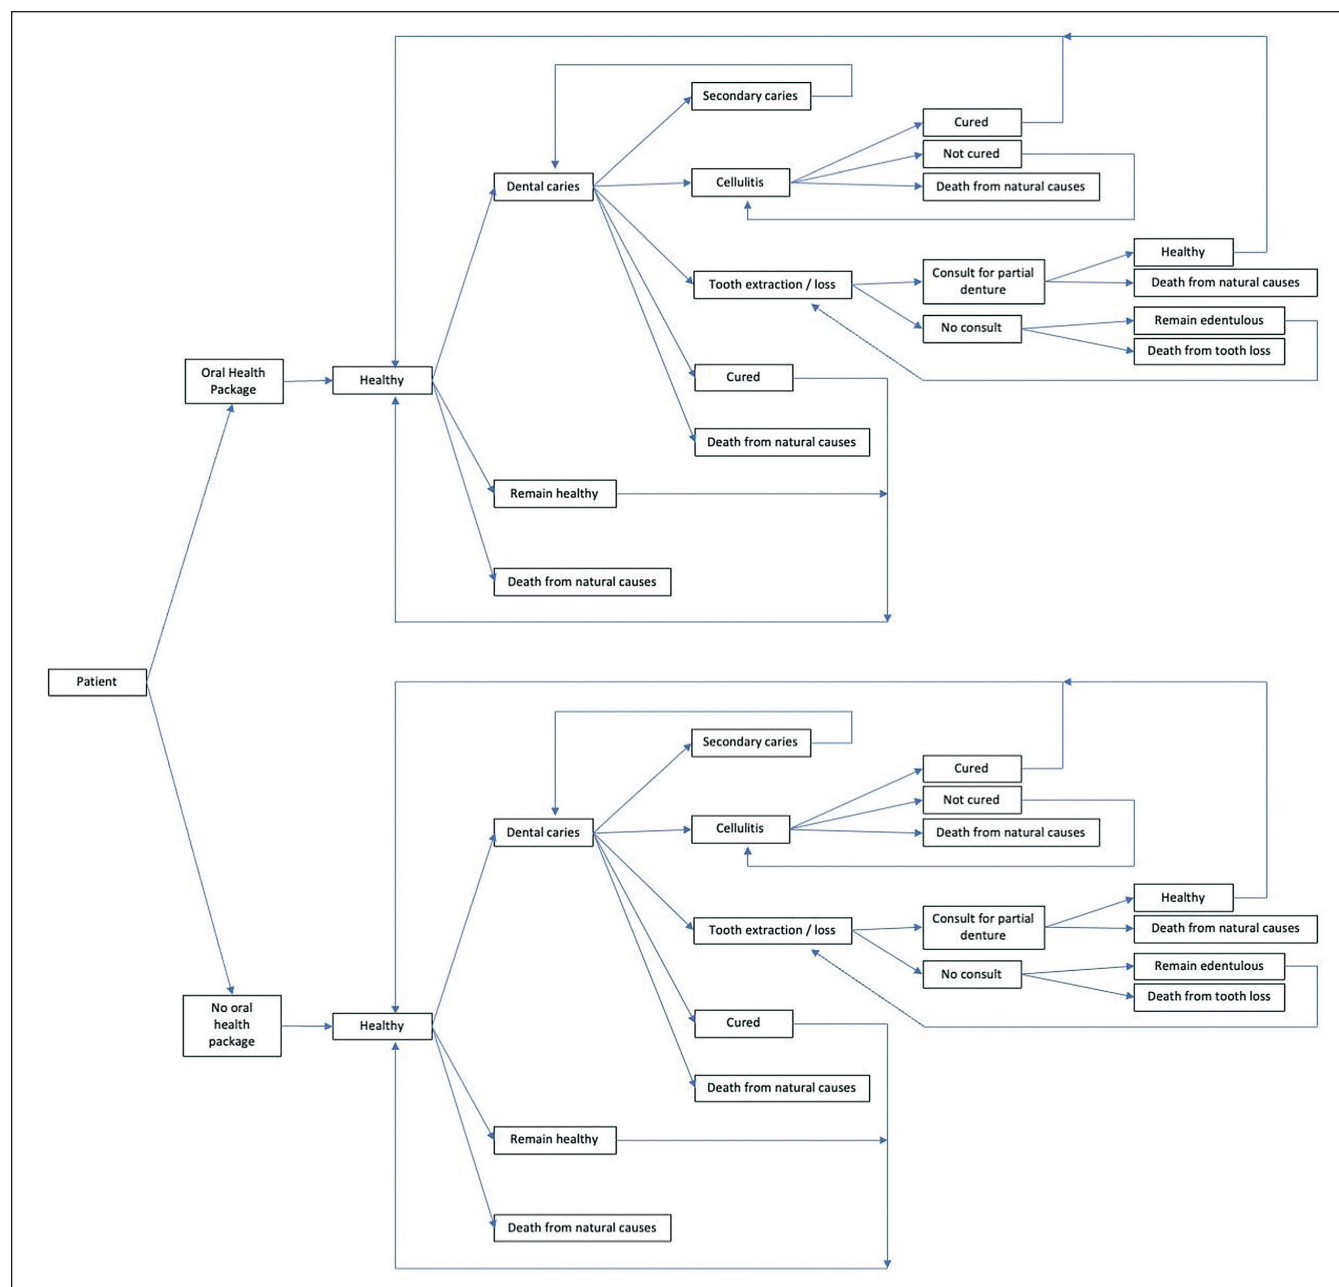 Secondary caries
Cured
Not cured
Dental caries
Cellulitis
Death from natural causes
Healthy
Consult for partial
denture
Tooth extraction / loss
Death from natural causes
No consult
Remain edentulous
Death from tooth loss
Oral Health
Package
Healthy
Cured
Death from natural causes
Remain healthy
Death from natural causes
Patient
Secondary caries
Cured
Not cured
Dental caries
Cellulitis
Death from natural causes
Healthy
Consult for partial
denture
Tooth extraction / loss
Death from natural causes
No consult
Remain edentulous
Death from tooth loss
No oral
health
package
Healthy
Cured
Death from natural causes
Remain healthy
Death from natural causes